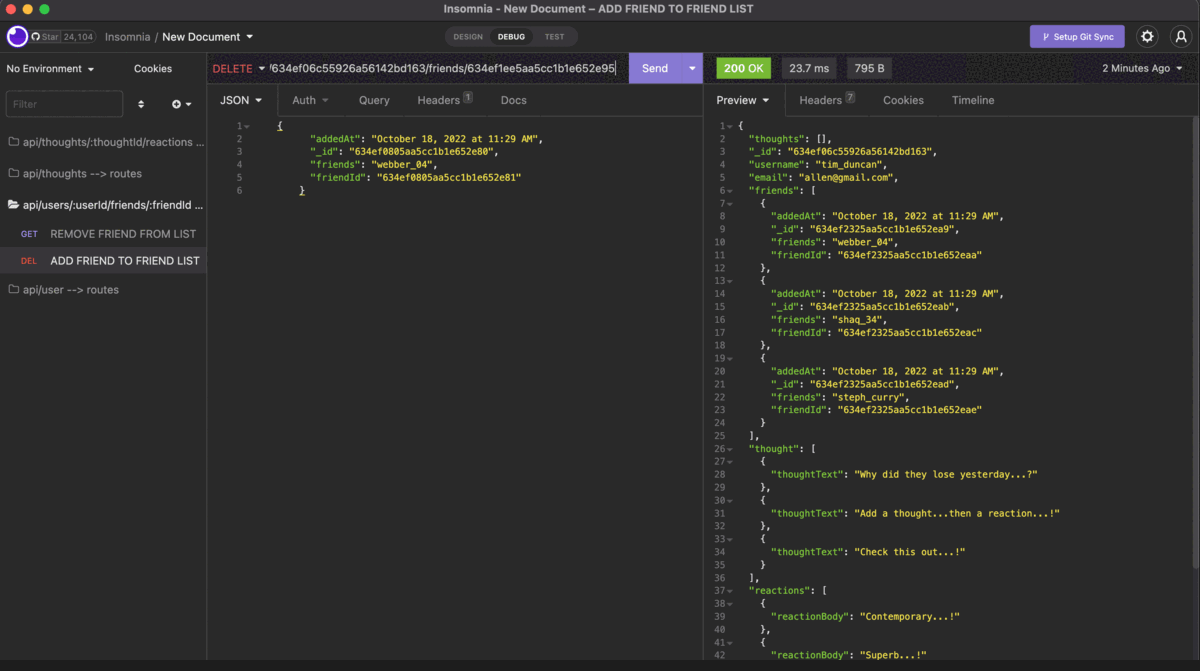 Insomnia - New Document – ADD FRIEND TO FRIEND LIST
Star 24,104
Insomnia / New Document
DESIGN DEBUG TEST
Setup Git Sync
No Environment
Cookies
DELETE
/634ef06c55926a56142bd163/friends/634ef1ee5aa5cc1b1e652e95
Send
200 OK
23.7 ms
795 B
2 Minutes Ago
Filter
JSON Auth Query Headers 1 Docs
Preview Headers 7 Cookies Timeline
api/thoughts/:thoughtId/reactions ...
api/thoughts --> routes
api/users/:userId/friends/:friendId ...
GET REMOVE FRIEND FROM LIST
DEL ADD FRIEND TO FRIEND LIST
api/user --> routes
1 {
2 "addedAt": "October 18, 2022 at 11:29 AM",
3 "_id": "634ef0805aa5cc1b1e652e80",
4 "friends": "webber_04",
5 "friendId": "634ef0805aa5cc1b1e652e81"
6 }
1 {
2 "thoughts": [],
3 "_id": "634ef06c55926a56142bd163",
4 "username": "tim_duncan",
5 "email": "allen@gmail.com",
6 "friends": [
7 {
8 "addedAt": "October 18, 2022 at 11:29 AM",
9 "_id": "634ef2325aa5cc1b1e652ea9",
10 "friends": "webber_04",
11 "friendId": "634ef2325aa5cc1b1e652eaa"
12 },
13 {
14 "addedAt": "October 18, 2022 at 11:29 AM",
15 "_id": "634ef2325aa5cc1b1e652eab",
16 "friends": "shaq_34",
17 "friendId": "634ef2325aa5cc1b1e652eac"
18 },
19 {
20 "addedAt": "October 18, 2022 at 11:29 AM",
21 "_id": "634ef2325aa5cc1b1e652ead",
22 "friends": "steph_curry",
23 "friendId": "634ef2325aa5cc1b1e652eae"
24 }
25 ],
26 "thought": [
27 {
28 "thoughtText": "Why did they lose yesterday...?"
29 },
30 {
31 "thoughtText": "Add a thought...then a reaction...!"
32 },
33 {
34 "thoughtText": "Check this out...!"
35 }
36 ],
37 "reactions": [
38 {
39 "reactionBody": "Contemporary...!"
40 },
41 {
42 "reactionBody": "Superb...!"